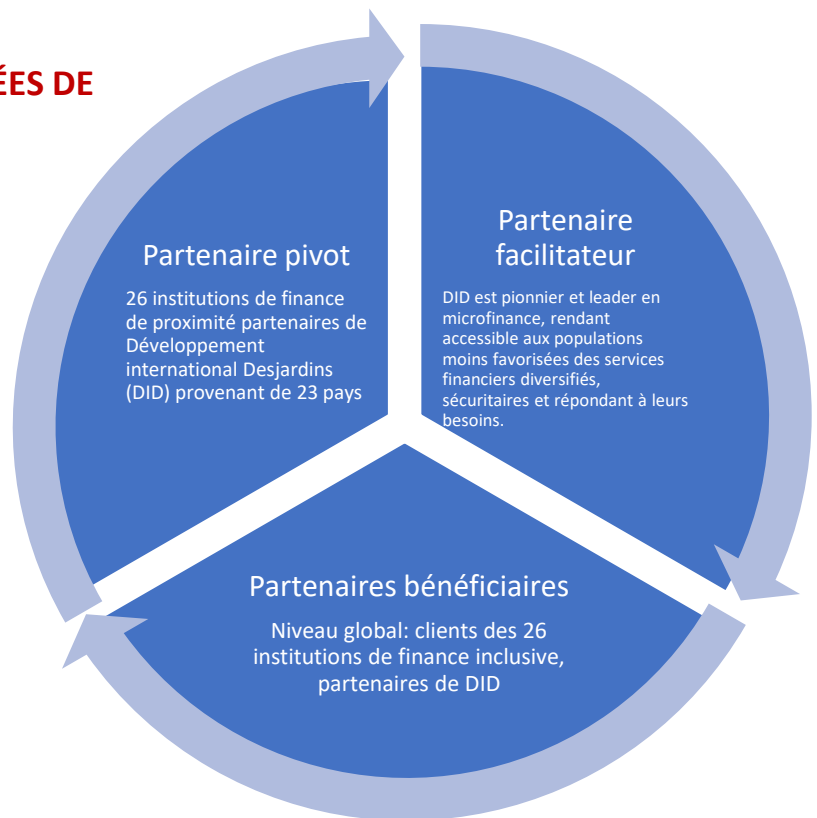 ÉES DE
Partenaire pivot
26 institutions de finance
de proximité partenaires de
Développement
international Desjardins
(DID) provenant de 23 pays
Partenaire
facilitateur
DID est pionnier et leader en
microfinance, rendant
accessible aux populations
moins favorisées des services
financiers diversifiés,
sécuritaires et répondant à leurs
besoins.
Partenaires bénéficiaires
Niveau global: clients des 26
institutions de finance inclusive,
partenaires de DID